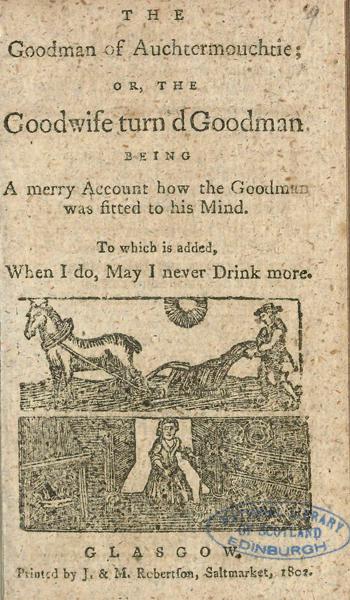 THE
Goodman of Auchtermouchtie;
OR, THE
Goodwife turn'd Goodman.
BEING
A merry Account how the Goodman
was fitted to his Mind.
To which is added,
When I do, May I never Drink more.
NATIONAL LIBRARY
OF SCOTLAND
EDINBURGH
GLASGOW,
Printed by J. & M. Robertson, Saltmarket, 1802.